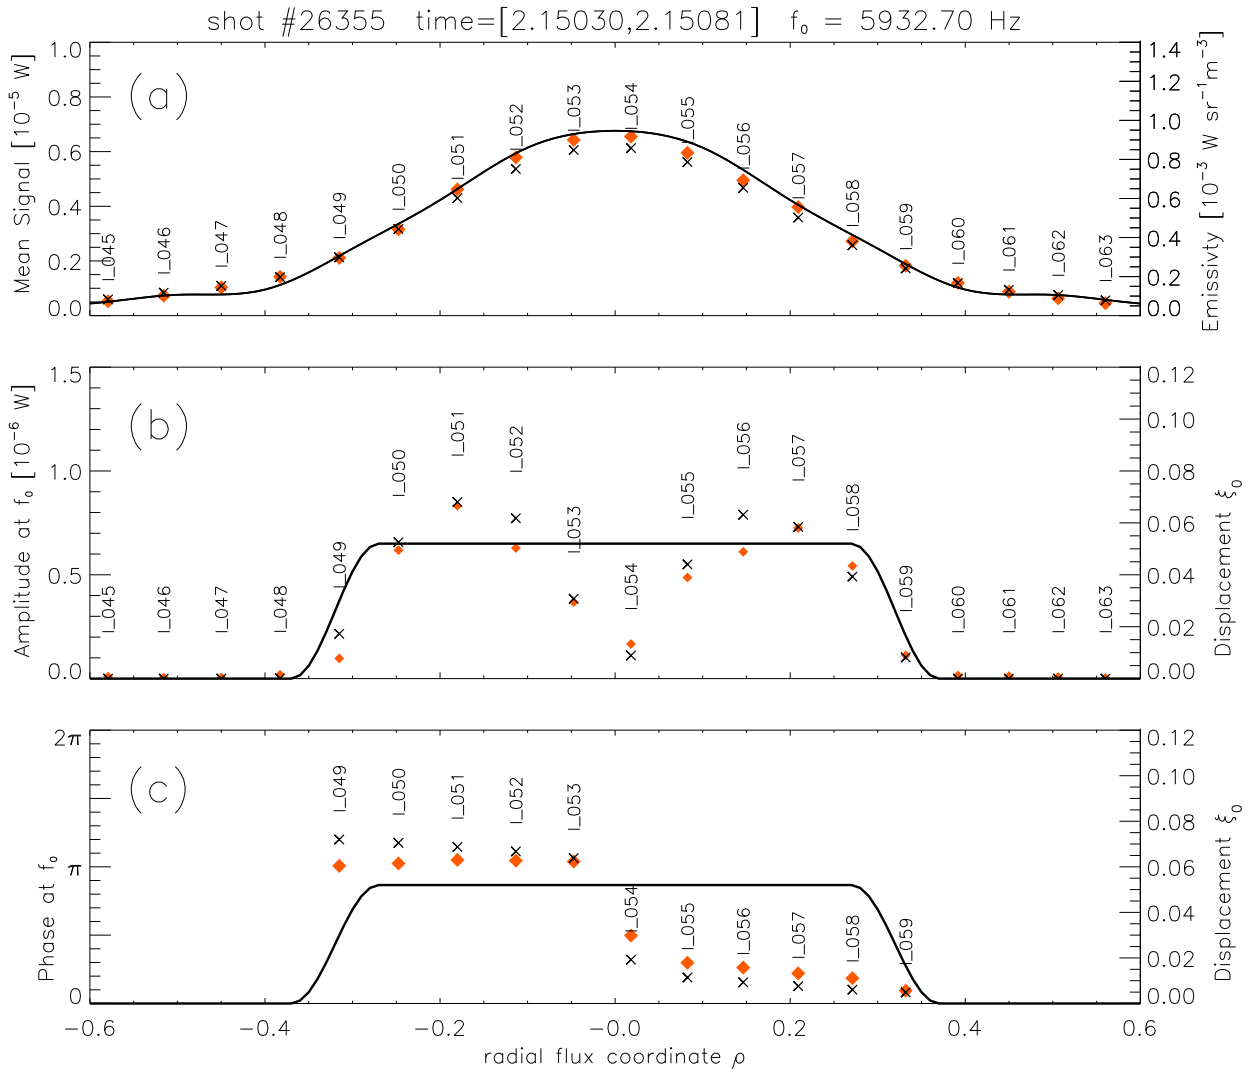 shot #26355 time=[2.15030,2.15081] f₀ = 5932.70 Hz
(a)
Mean Signal [10⁻⁵ W]
1.0
0.8
0.6
0.4
0.2
0.0
I_045 I_046 I_047 I_048 I_049 I_050 I_051 I_052 I_053 I_054 I_055 I_056 I_057 I_058 I_059 I_060 I_061 I_062 I_063
1.4
1.2
1.0
0.8
0.6
0.4
0.2
0.0
Emissivty [10⁻³ W sr⁻¹m⁻³]
(b)
Amplitude at f₀ [10⁻⁶ W]
1.5
1.0
0.5
0.0
I_045 I_046 I_047 I_048 I_049 I_050 I_051 I_052 I_053 I_054 I_055 I_056 I_057 I_058 I_059 I_060 I_061 I_062 I_063
0.12
0.10
0.08
0.06
0.04
0.02
0.00
Displacement ξ₀
(c)
Phase at f₀
2π
π
0
I_049 I_050 I_051 I_052 I_053 I_054 I_055 I_056 I_057 I_058 I_059
0.12
0.10
0.08
0.06
0.04
0.02
0.00
Displacement ξ₀
−0.6 −0.4 −0.2 −0.0 0.2 0.4 0.6
radial flux coordinate ρ